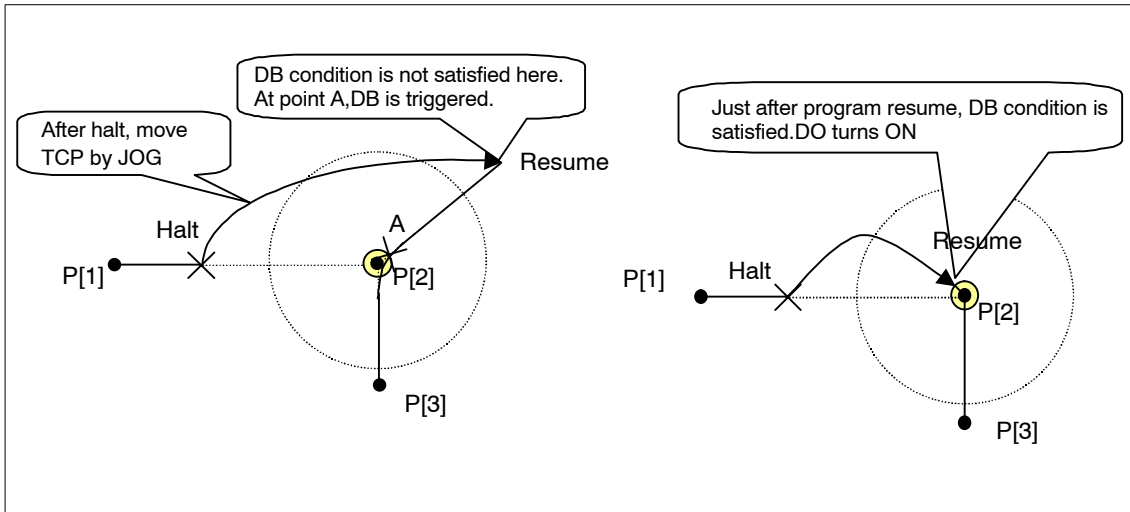 DB condition is not satisfied here.
At point A,DB is triggered.
After halt, move
TCP by JOG
Resume
Halt
A
P[1]
P[2]
P[3]
Just after program resume, DB condition is
satisfied.DO turns ON
Resume
P[1]
Halt
P[2]
P[3]